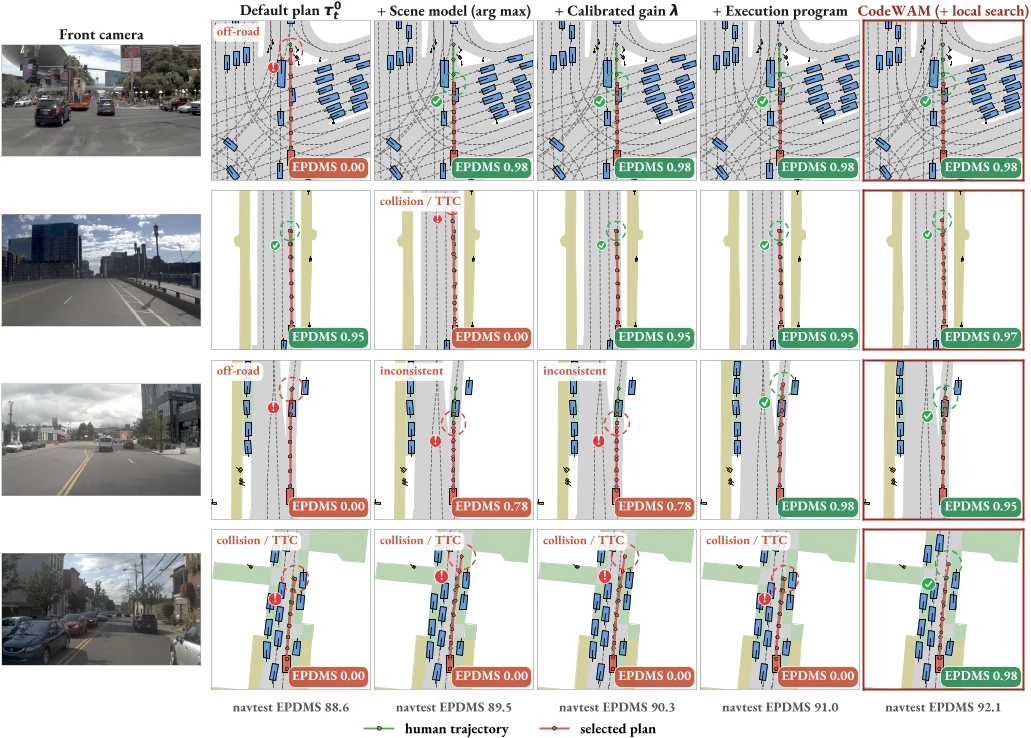 Front camera
Default plan τ_t^0
+ Scene model (arg max)
+ Calibrated gain λ
+ Execution program
CodeWAM (+ local search)
off-road
EPDMS 0.00
EPDMS 0.98
EPDMS 0.98
EPDMS 0.98
EPDMS 0.98
collision / TTC
EPDMS 0.95
EPDMS 0.00
EPDMS 0.95
EPDMS 0.95
EPDMS 0.97
off-road
inconsistent
inconsistent
EPDMS 0.00
EPDMS 0.78
EPDMS 0.78
EPDMS 0.98
EPDMS 0.95
collision / TTC
collision / TTC
collision / TTC
collision / TTC
EPDMS 0.00
EPDMS 0.00
EPDMS 0.00
EPDMS 0.00
EPDMS 0.98
navtest EPDMS 88.6
navtest EPDMS 89.5
navtest EPDMS 90.3
navtest EPDMS 91.0
navtest EPDMS 92.1
human trajectory
selected plan